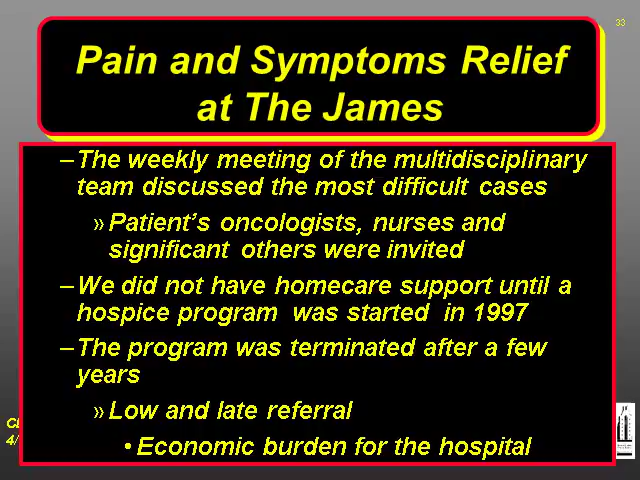 33
Pain and Symptoms Relief
at The James
–The weekly meeting of the multidisciplinary
team discussed the most difficult cases
»Patient's oncologists, nurses and
significant others were invited
–We did not have homecare support until a
hospice program was started in 1997
–The program was terminated after a few
years
»Low and late referral
•Economic burden for the hospital
4/